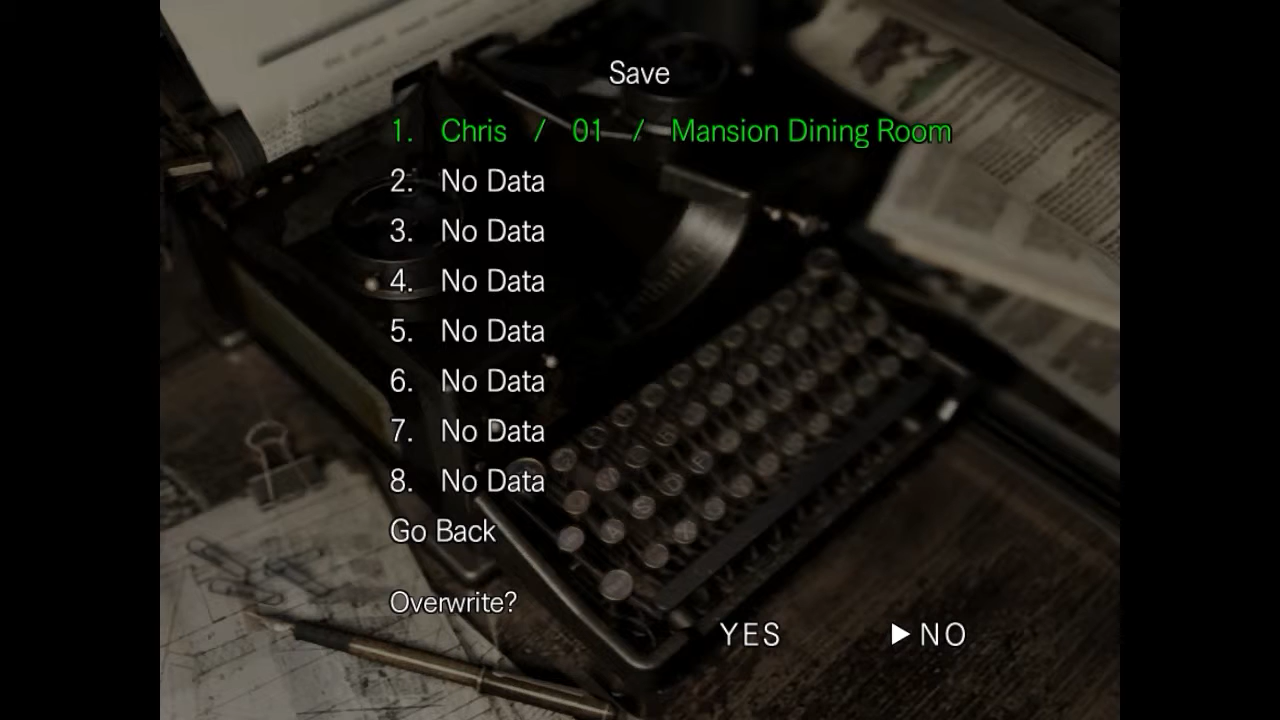 Save
1. Chris / 01 / Mansion Dining Room
2. No Data
3. No Data
4. No Data
5. No Data
6. No Data
7. No Data
8. No Data
Go Back
Overwrite?
YES ▶NO